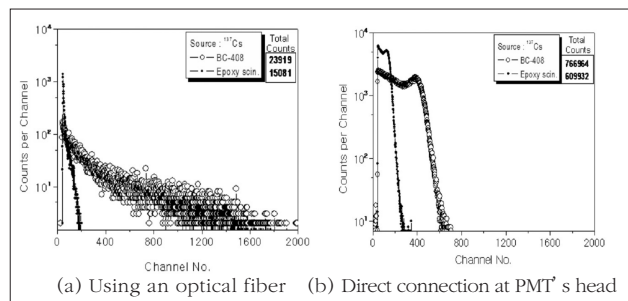 10⁴
10³
10²
10¹
Counts per Channel
Source : ¹³⁷Cs
BC-408
Epoxy scin.
Total
Counts
23919
15081
0 400 800 1200 1600 2000
Channel No.
(a) Using an optical fiber
10⁴
10³
10²
10¹
Counts per Channel
Source : ¹³⁷Cs
BC-408
Epoxy scin.
Total
Counts
766964
609932
0 400 800 1200 1600 2000
Channel No.
(b) Direct connection at PMT's head